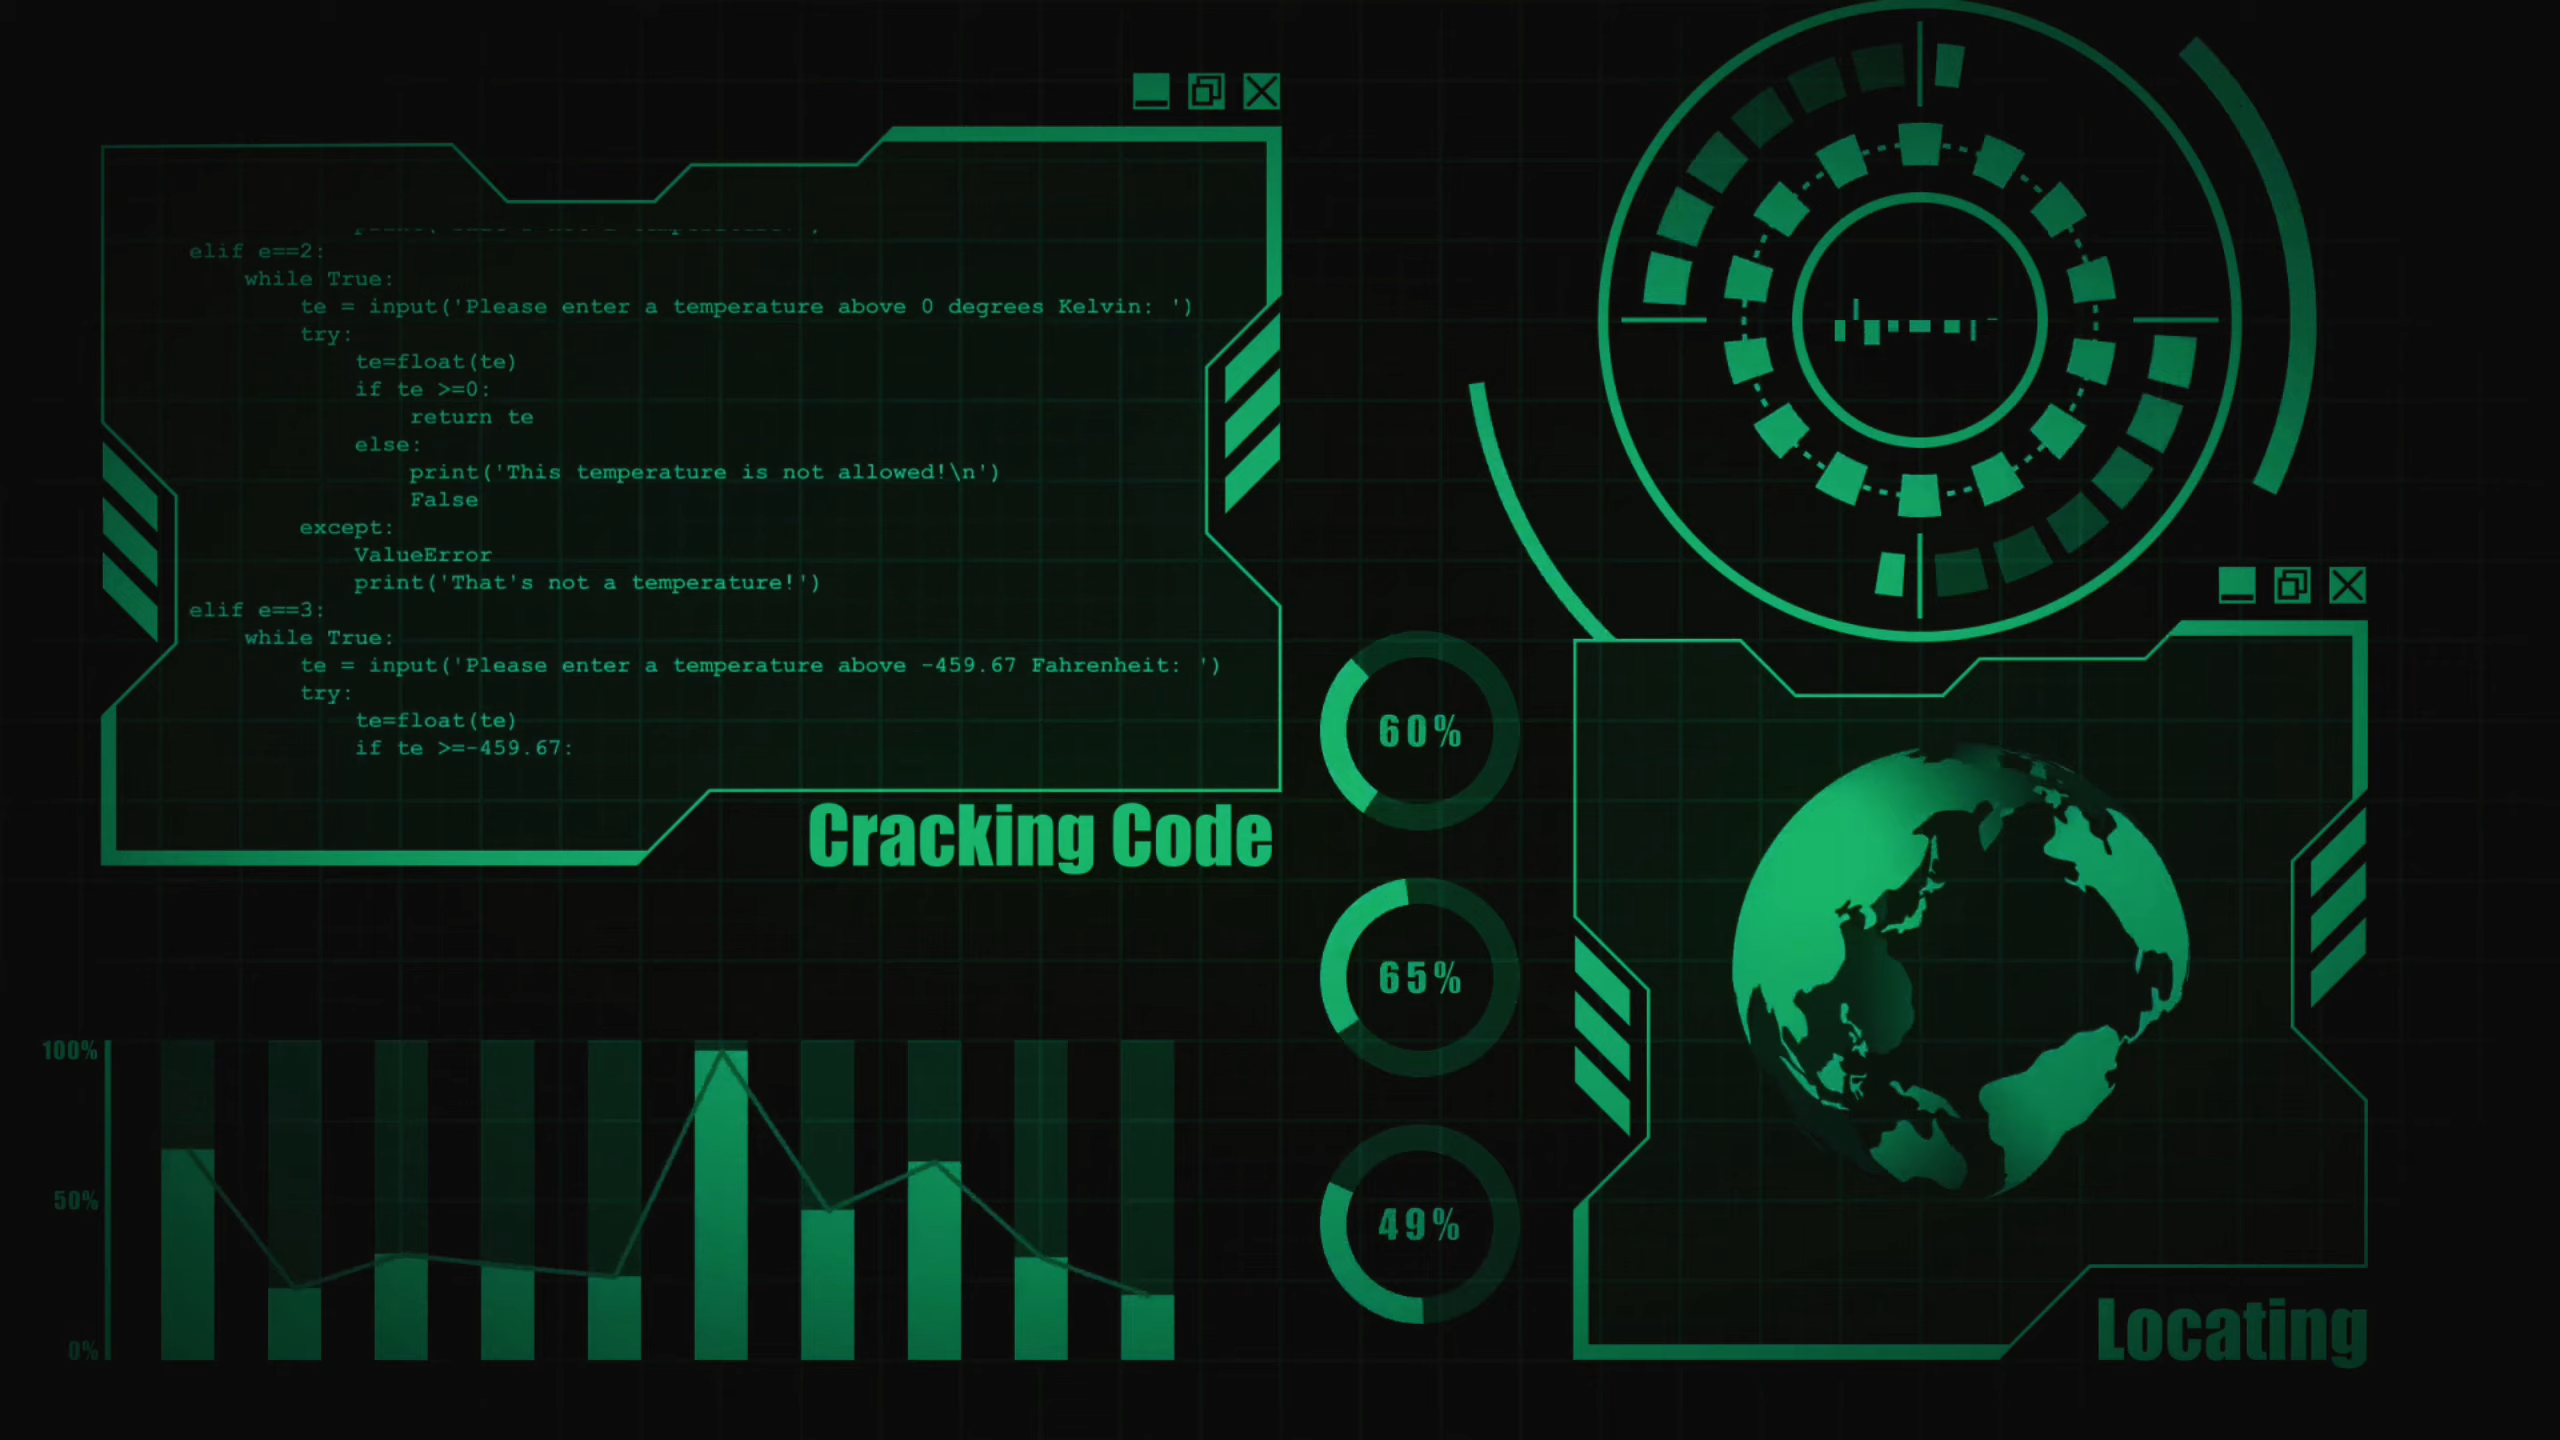 elif e==2:
    while True:
        te = input('Please enter a temperature above 0 degrees Kelvin: ')
        try:
            te=float(te)
            if te >=0:
                return te
            else:
                print('This temperature is not allowed!\n')
                False
        except:
            ValueError
            print('That's not a temperature!')
elif e==3:
    while True:
        te = input('Please enter a temperature above -459.67 Fahrenheit: ')
        try:
            te=float(te)
            if te >=-459.67:
Cracking Code
60%
65%
49%
100%
50%
0%
Locating